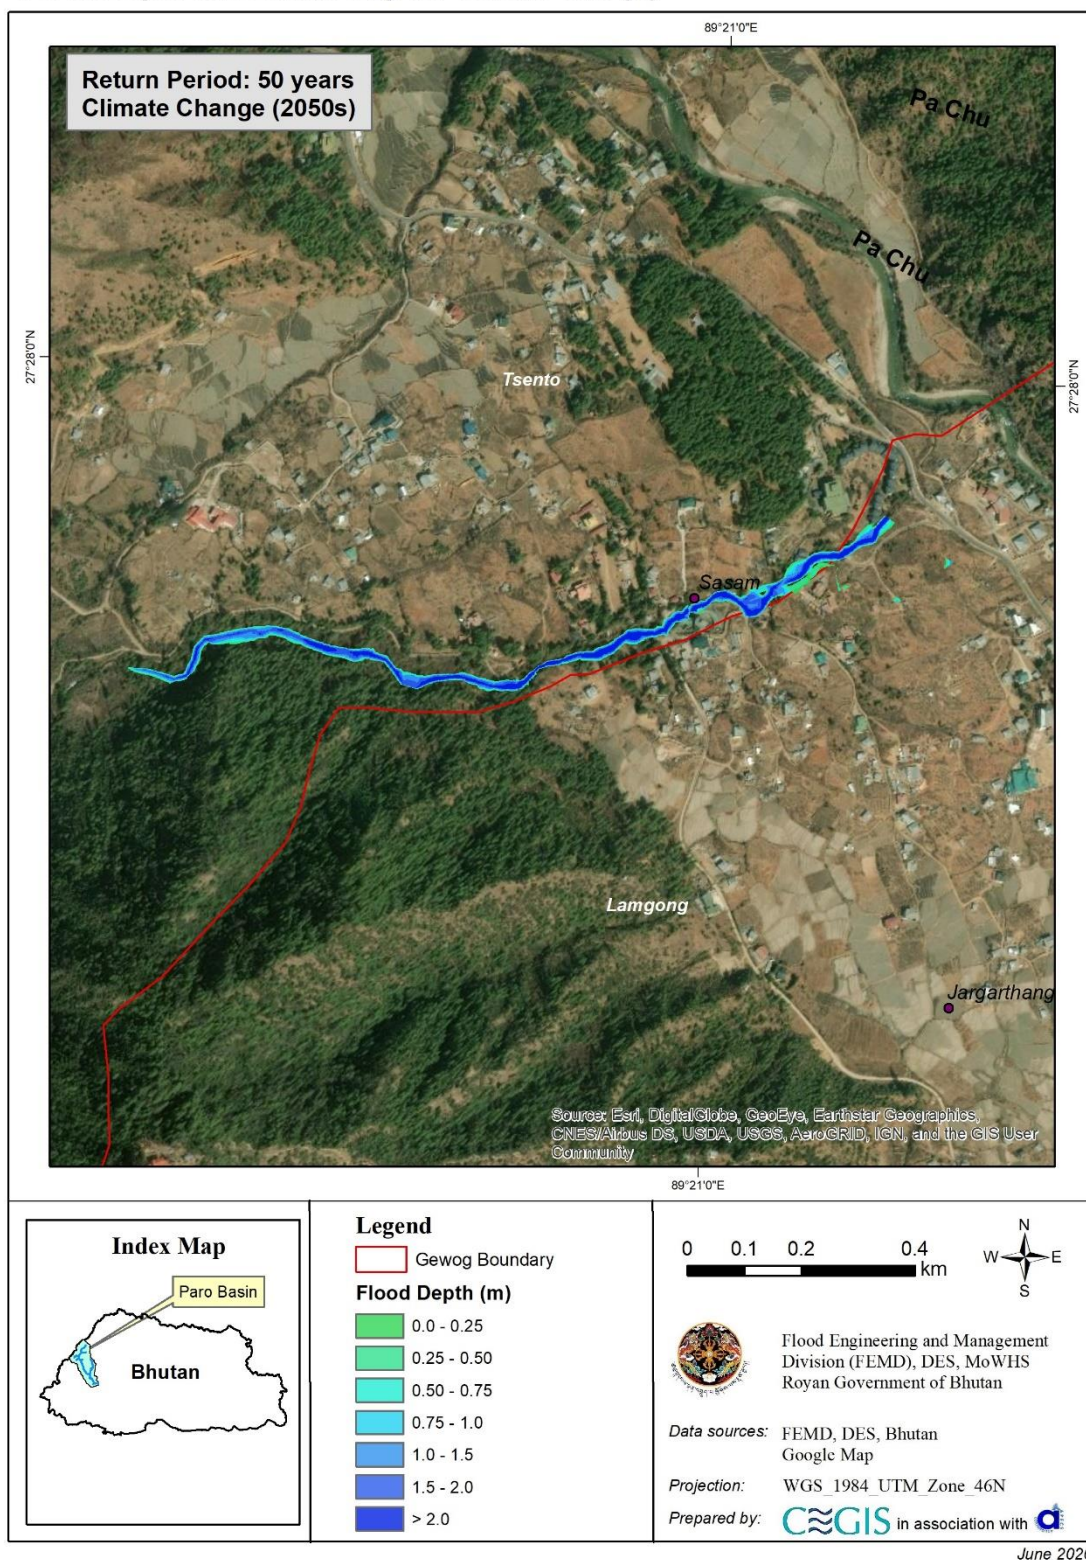 89°21'0"E
Return Period: 50 years
Climate Change (2050s)
Pa Chu
Pa Chu
27°28'0"N
27°28'0"N
Tsento
Sasam
Lamgong
Jargarthang
Source: Esri, DigitalGlobe, GeoEye, Earthstar Geographics,
CNES/Airbus DS, USDA, USGS, AeroGRID, IGN, and the GIS User
Community
89°21'0"E
Index Map
Paro Basin
Bhutan
Legend
Gewog Boundary
Flood Depth (m)
0.0 - 0.25
0.25 - 0.50
0.50 - 0.75
0.75 - 1.0
1.0 - 1.5
1.5 - 2.0
> 2.0
0 0.1 0.2 0.4
km
N
W E
S
Flood Engineering and Management
Division (FEMD), DES, MoWHS
Royan Government of Bhutan
Data sources: FEMD, DES, Bhutan
Google Map
Projection: WGS_1984_UTM_Zone_46N
Prepared by: CEGIS in association with
June 2020